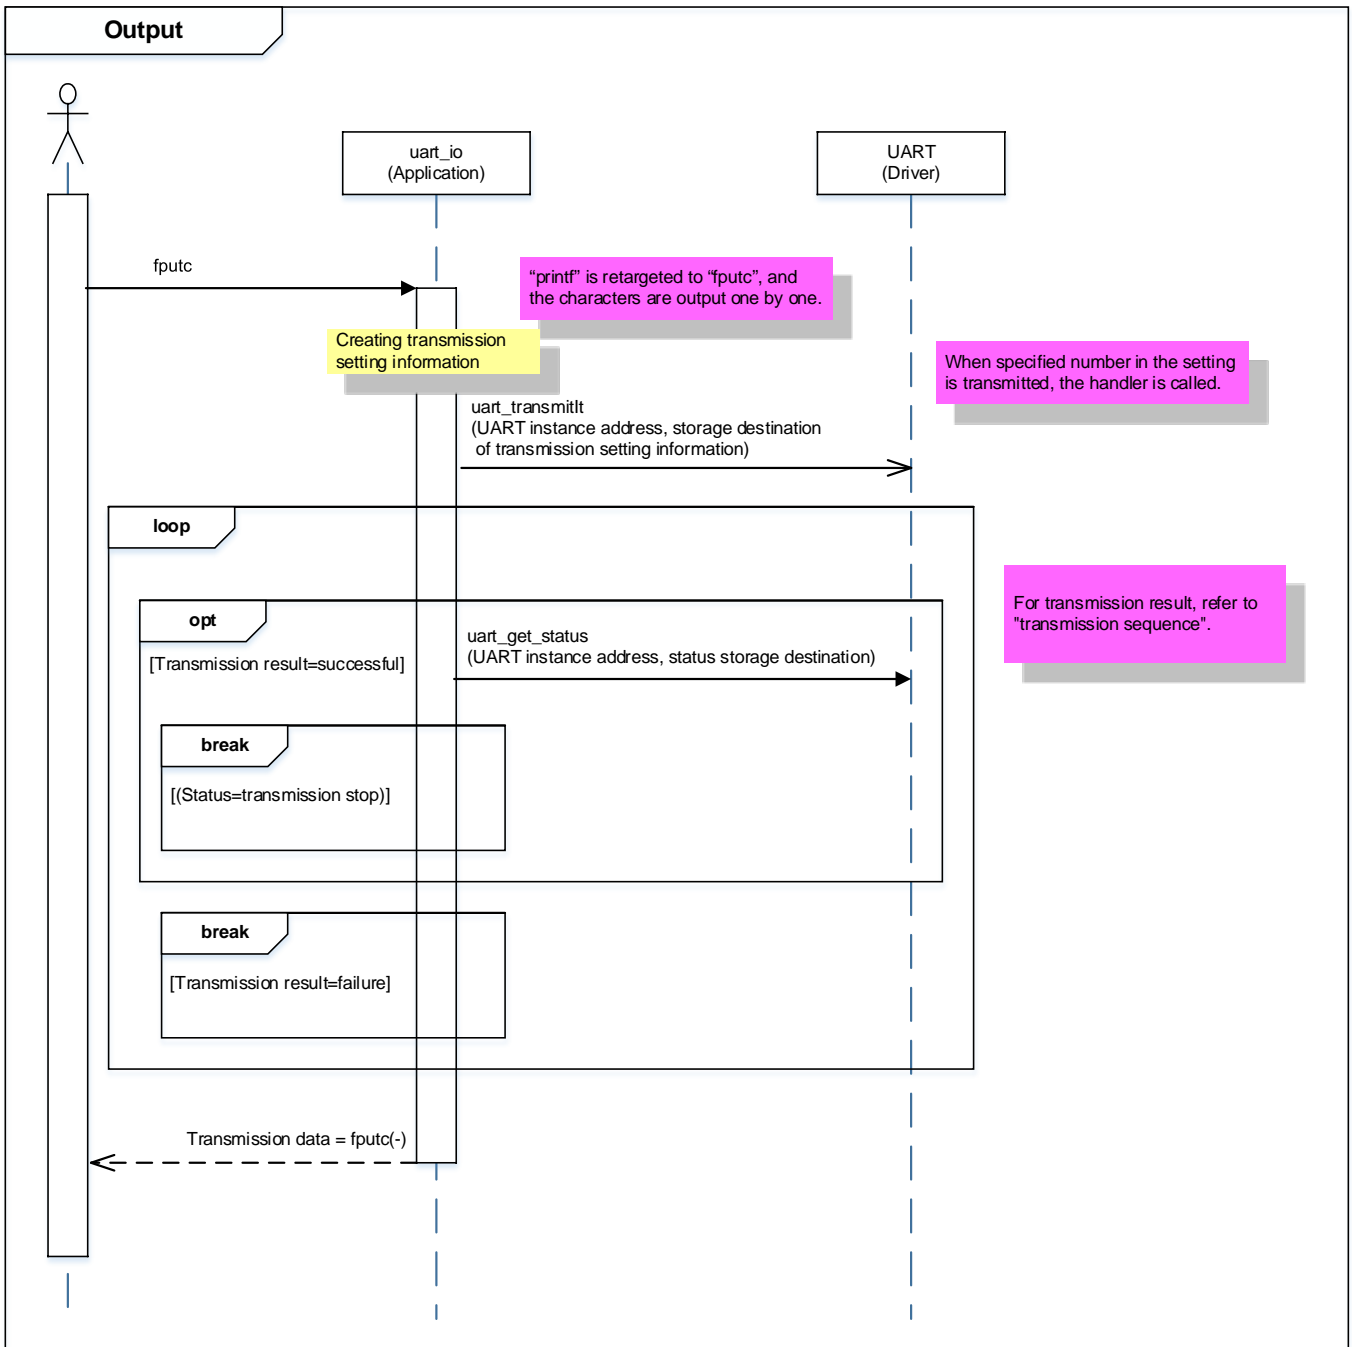 Output
uart_io
(Application)
UART
(Driver)
fputc
“printf” is retargeted to “fputc”, and
the characters are output one by one.
Creating transmission
setting information
When specified number in the setting
is transmitted, the handler is called.
uart_transmitIt
(UART instance address, storage destination
of transmission setting information)
loop
opt
[Transmission result=successful]
uart_get_status
(UART instance address, status storage destination)
For transmission result, refer to
"transmission sequence".
break
[(Status=transmission stop)]
break
[Transmission result=failure]
Transmission data = fputc(-)